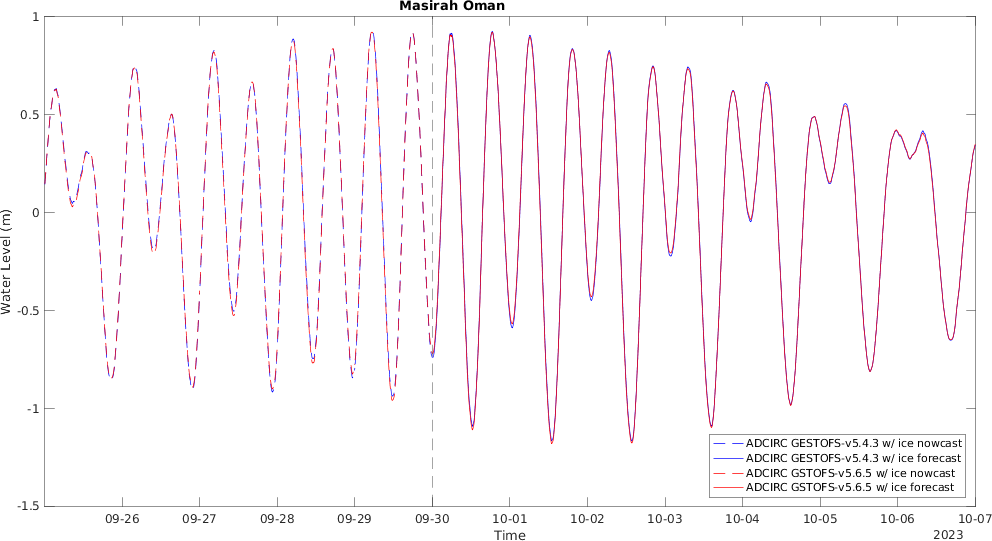 Masirah Oman
1
0.5
0
-0.5
-1
-1.5
Water Level (m)
ADCIRC GESTOFS-v5.4.3 w/ ice nowcast
ADCIRC GESTOFS-v5.4.3 w/ ice forecast
ADCIRC GSTOFS-v5.6.5 w/ ice nowcast
ADCIRC GSTOFS-v5.6.5 w/ ice forecast
09-26 09-27 09-28 09-29 09-30 10-01 10-02 10-03 10-04 10-05 10-06 10-07
Time
2023